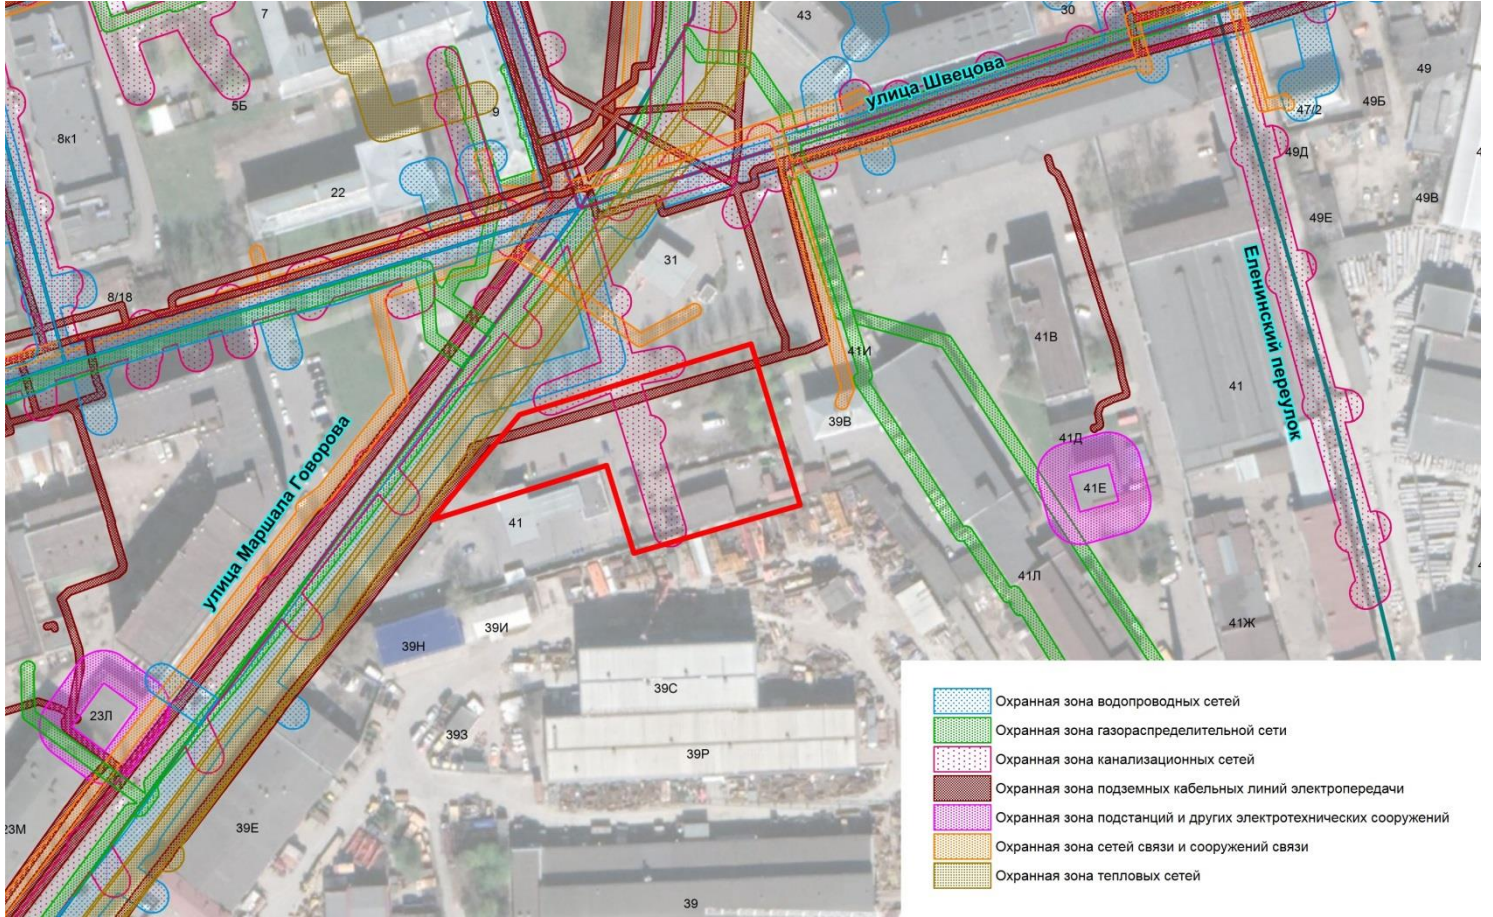 7
43
30
5Б
9
улица Швецова
49
49Б
47/2
8к1
49Д
22
49Е
49В
31
8/18
Еленинский переулок
41И
41В
41
39В
41Д
улица Маршала Говорова
41Е
41
41Л
41Ж
39И
39Н
39С
23Л
39З
39Р
39Е
39
Охранная зона водопроводных сетей
Охранная зона газораспределительной сети
Охранная зона канализационных сетей
Охранная зона подземных кабельных линий электропередачи
Охранная зона подстанций и других электротехнических сооружений
Охранная зона сетей связи и сооружений связи
Охранная зона тепловых сетей